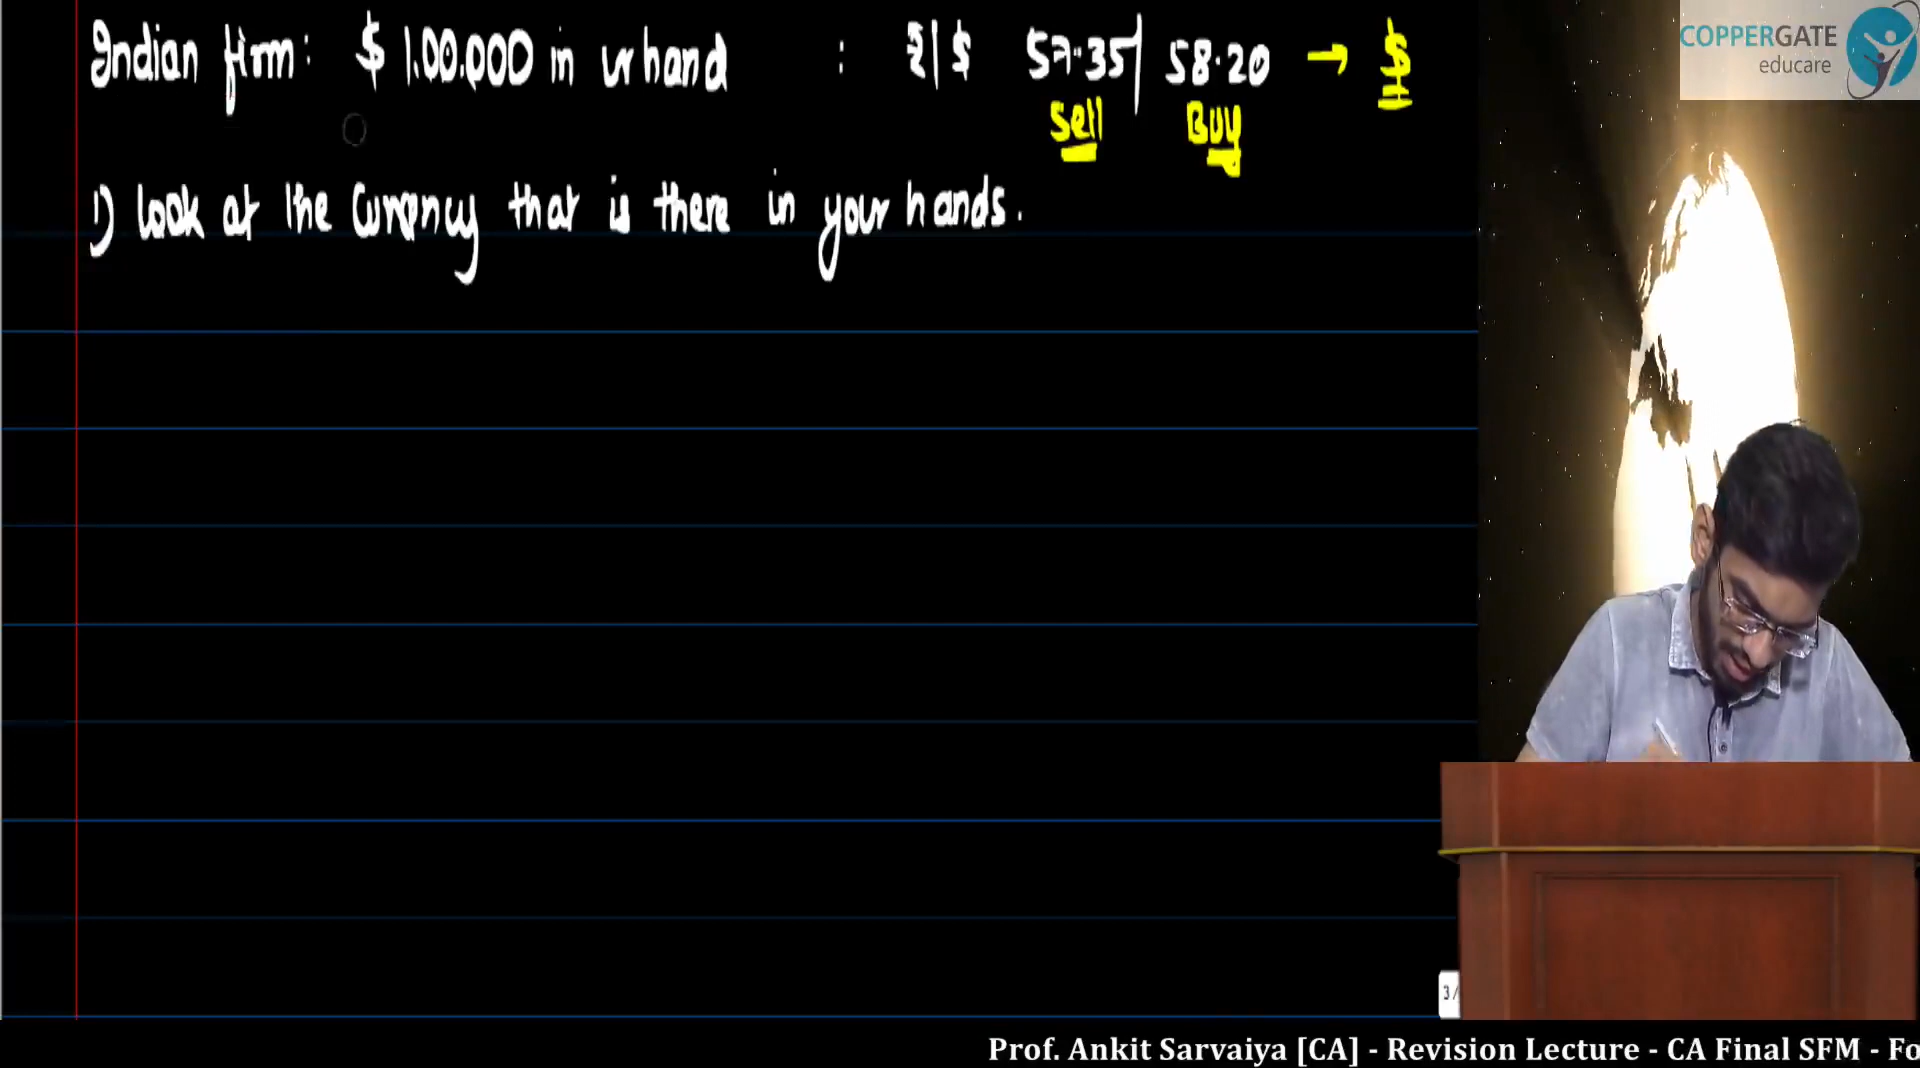 Indian firm: $ 1.00.000 in ur hand : ₹|$ 57.35| 58.20 → $
Sell Buy
1) Look at the Currency that is there in your hands.
COPPERGATE
educare
3/
Prof. Ankit Sarvaiya [CA] - Revision Lecture - CA Final SFM - Fo